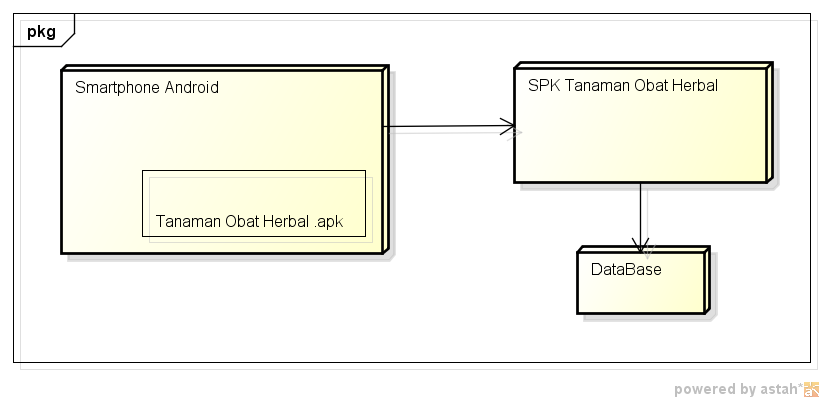 pkg
Smartphone Android
SPK Tanaman Obat Herbal
Tanaman Obat Herbal .apk
DataBase
powered by astah*